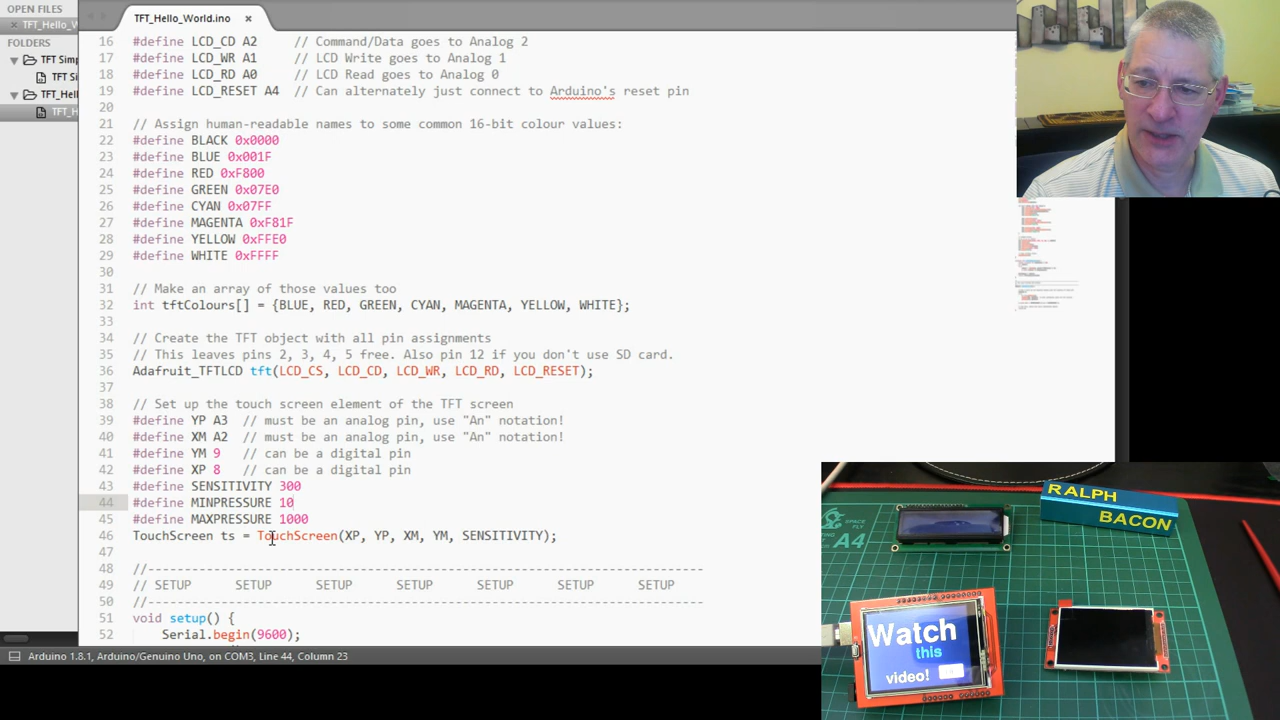 OPEN FILES
TFT_Hello_W
FOLDERS
TFT Simp
TFT Si
TFT_Hell
TFT_H
TFT_Hello_World.ino
16 #define LCD_CD A2 // Command/Data goes to Analog 2
17 #define LCD_WR A1 // LCD Write goes to Analog 1
18 #define LCD_RD A0 // LCD Read goes to Analog 0
19 #define LCD_RESET A4 // Can alternately just connect to Arduino's reset pin
20
21 // Assign human-readable names to some common 16-bit colour values:
22 #define BLACK 0x0000
23 #define BLUE 0x001F
24 #define RED 0xF800
25 #define GREEN 0x07E0
26 #define CYAN 0x07FF
27 #define MAGENTA 0xF81F
28 #define YELLOW 0xFFE0
29 #define WHITE 0xFFFF
30
31 // Make an array of those values too
32 int tftColors[] = {BLACK, GREEN, CYAN, MAGENTA, YELLOW, WHITE};
33
34 // Create the TFT object with all pin assignments
35 // This leaves pins 2, 3, 4, 5 free. Also pin 12 if you don't use SD card.
36 Adafruit_TFTLCD tft(LCD_CS, LCD_CD, LCD_WR, LCD_RD, LCD_RESET);
37
38 // Set up the touch screen element of the TFT screen
39 #define YP A3 // must be an analog pin, use "An" notation!
40 #define XM A2 // must be an analog pin, use "An" notation!
41 #define YM 9 // can be a digital pin
42 #define XP 8 // can be a digital pin
43 #define SENSITIVITY 300
44 #define MINPRESSURE 10
45 #define MAXPRESSURE 1000
46 TouchScreen ts = TouchScreen(XP, YP, XM, YM, SENSITIVITY);
47
48 //---------------------------------------------------------------------------
49 // SETUP SETUP SETUP SETUP SETUP SETUP SETUP
50 //---------------------------------------------------------------------------
51 void setup() {
52 Serial.begin(9600);
Arduino 1.8.1, Arduino/Genuino Uno, on COM3, Line 44, Column 23
RALPH
BACON
SPACE
FLY
A4
Watch
this
video!